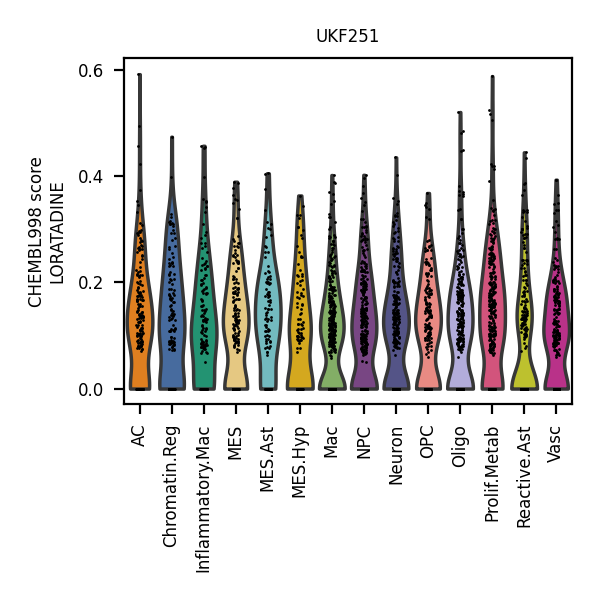 UKF251
CHEMBL998 score
LORATADINE
0.6
0.4
0.2
0.0
AC
Chromatin.Reg
Inflammatory.Mac
MES
MES.Ast
MES.Hyp
Mac
NPC
Neuron
OPC
Oligo
Prolif.Metab
Reactive.Ast
Vasc